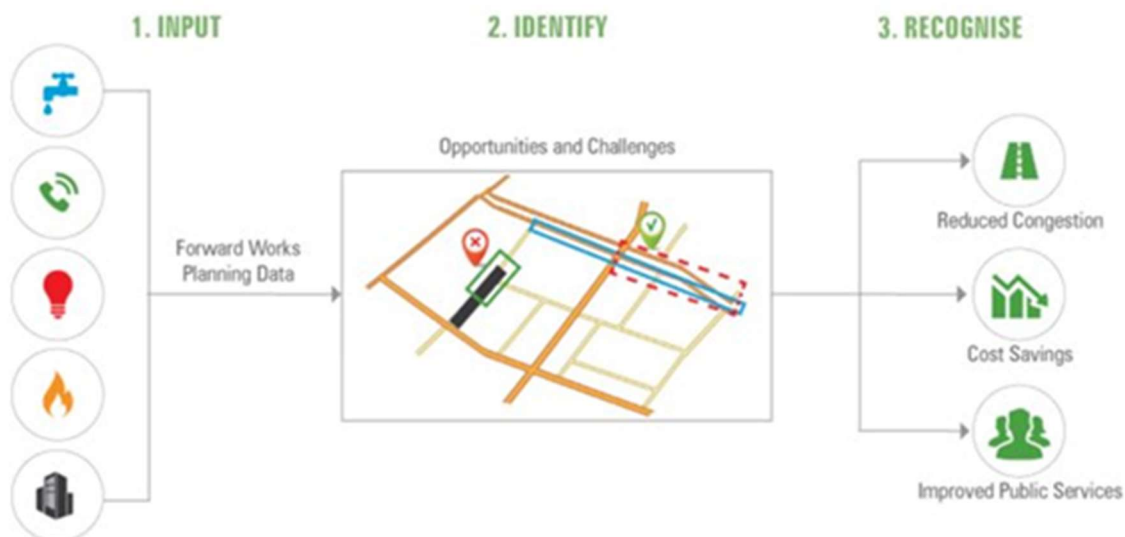 1. INPUT
2. IDENTIFY
3. RECOGNISE
Opportunities and Challenges
Forward Works
Planning Data
Reduced Congestion
Cost Savings
Improved Public Services